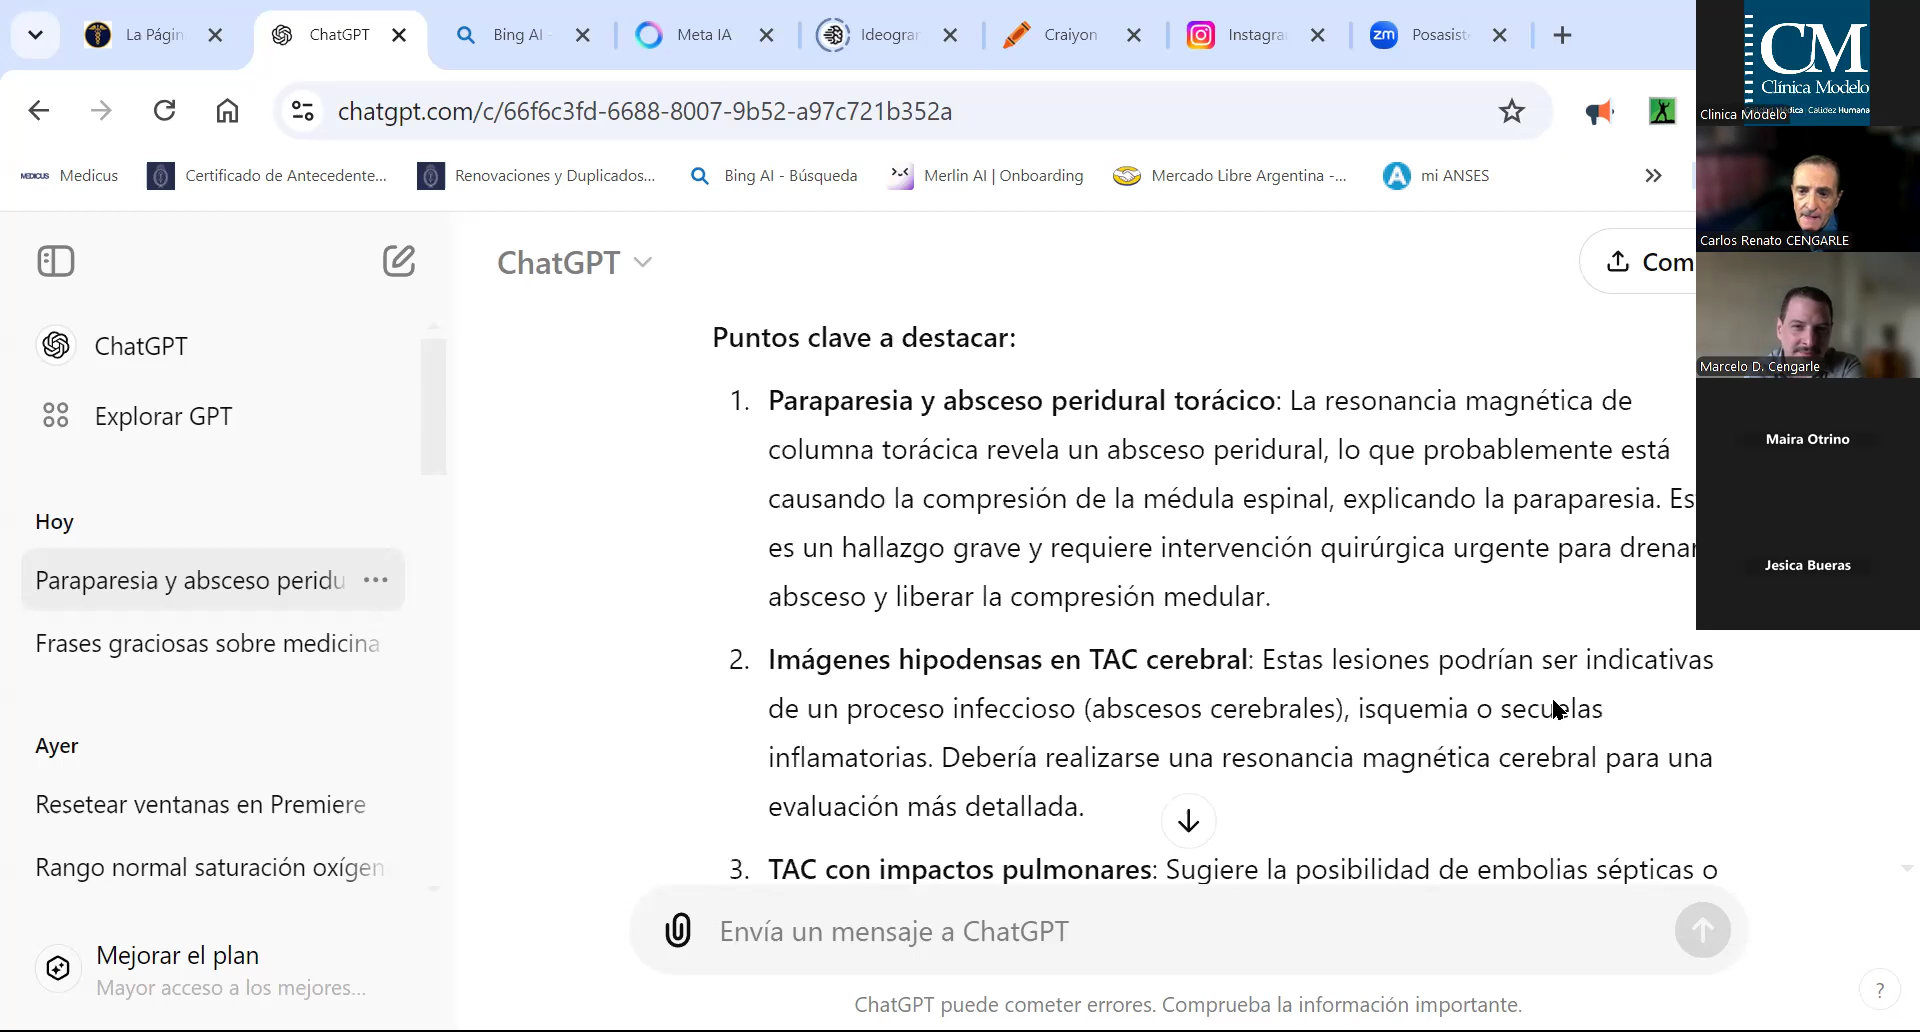 La Págin
ChatGPT
Bing AI -
Meta IA
Ideogra
Craiyon
Instagra
zm
Posasist
chatgpt.com/c/66f6c3fd-6688-8007-9b52-a97c721b352a
MEDICUS
Medicus
Certificado de Antecedente...
Renovaciones y Duplicados...
Bing AI - Búsqueda
Merlin AI | Onboarding
Mercado Libre Argentina -...
mi ANSES
ChatGPT
Explorar GPT
Hoy
Paraparesia y absceso peridu
Frases graciosas sobre medicina
Ayer
Resetear ventanas en Premiere
Rango normal saturación oxígen
Mejorar el plan
Mayor acceso a los mejores...
ChatGPT
Com
Puntos clave a destacar:
1. Paraparesia y absceso peridural torácico: La resonancia magnética de
columna torácica revela un absceso peridural, lo que probablemente está
causando la compresión de la médula espinal, explicando la paraparesia. Es
es un hallazgo grave y requiere intervención quirúrgica urgente para drenar
absceso y liberar la compresión medular.
2. Imágenes hipodensas en TAC cerebral: Estas lesiones podrían ser indicativas
de un proceso infeccioso (abscesos cerebrales), isquemia o secuelas
inflamatorias. Debería realizarse una resonancia magnética cerebral para una
evaluación más detallada.
3. TAC con impactos pulmonares: Sugiere la posibilidad de embolias sépticas o
Envía un mensaje a ChatGPT
ChatGPT puede cometer errores. Comprueba la información importante.
?
CM
Clínica Modelo
Calidez Humana
Clinica Modelo
Carlos Renato CENGARLE
Marcelo D. Cengarle
Maira Otrino
Jesica Bueras